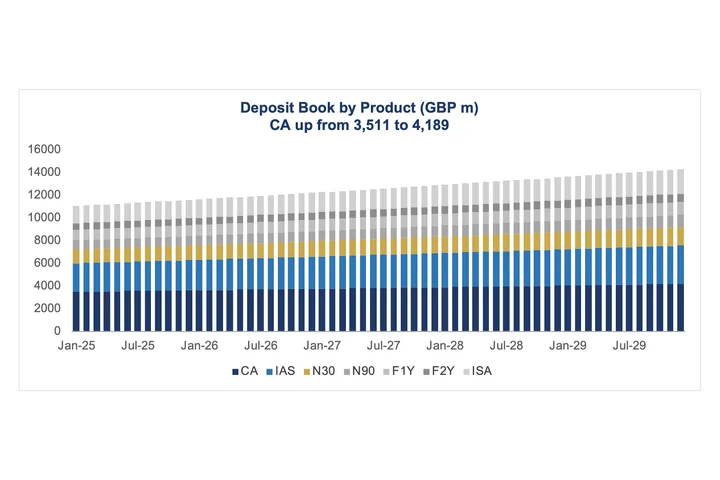 Deposit Book by Product (GBP m)
CA up from 3,511 to 4,189
16000
14000
12000
10000
8000
6000
4000
2000
0
Jan-25 Jul-25 Jan-26 Jul-26 Jan-27 Jul-27 Jan-28 Jul-28 Jan-29 Jul-29
CA IAS N30 N90 F1Y F2Y ISA